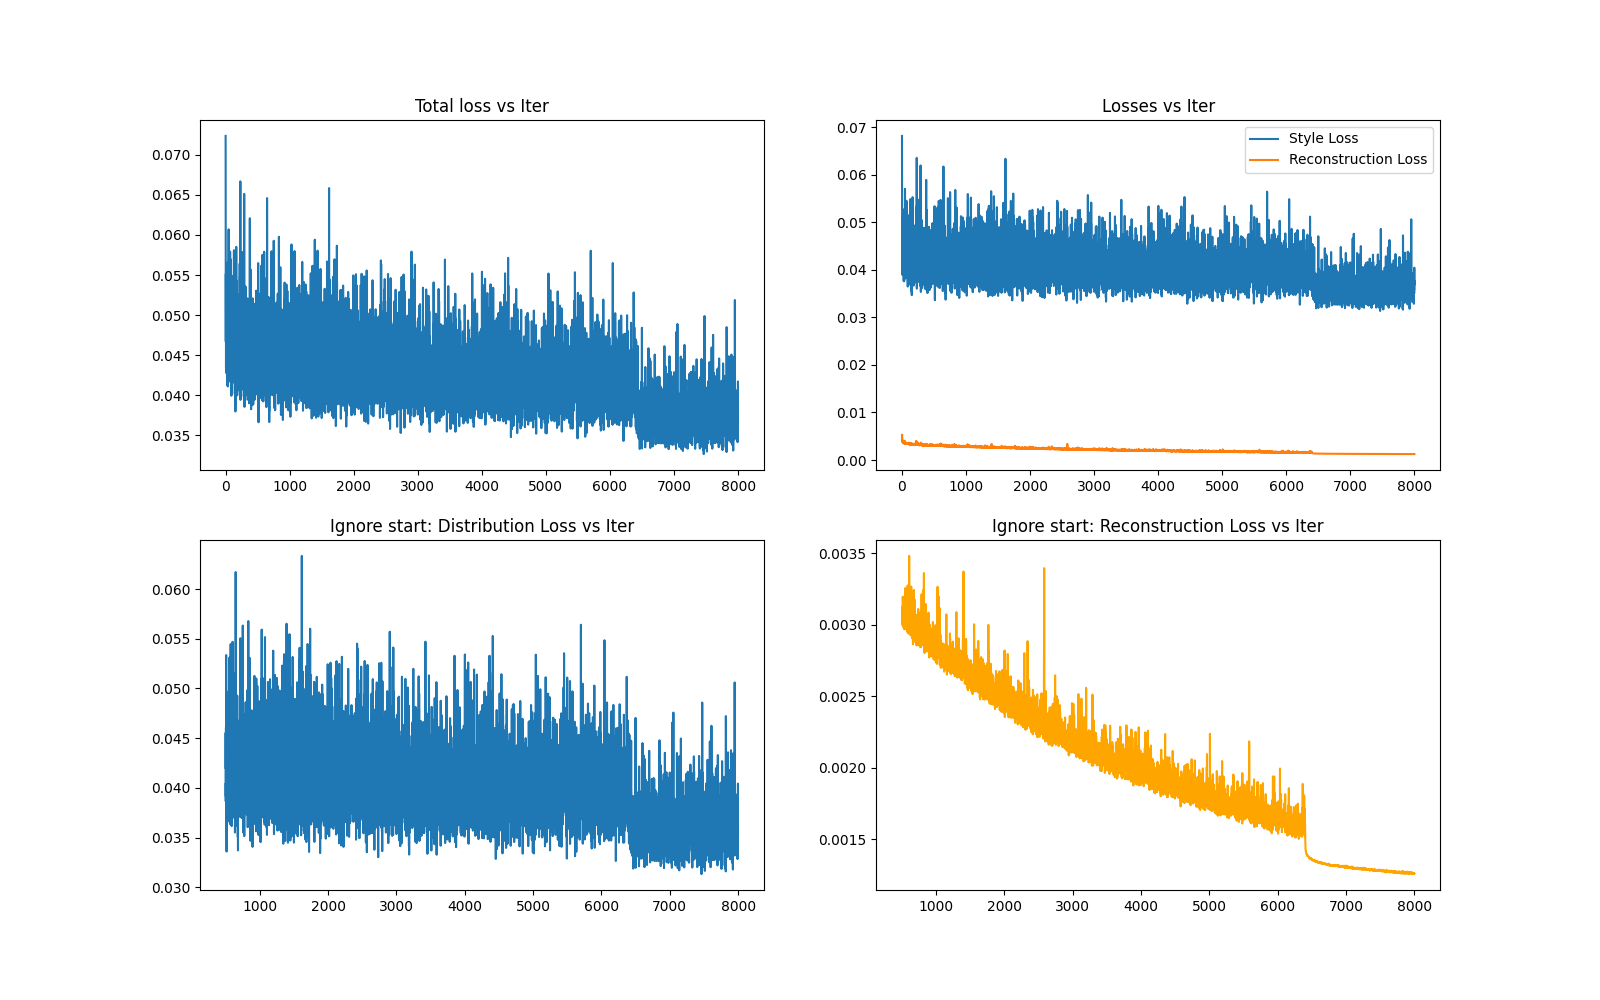 Total loss vs Iter
0.070
0.065
0.060
0.055
0.050
0.045
0.040
0.035
0 1000 2000 3000 4000 5000 6000 7000 8000
Losses vs Iter
Style Loss
Reconstruction Loss
0.07
0.06
0.05
0.04
0.03
0.02
0.01
0.00
0 1000 2000 3000 4000 5000 6000 7000 8000
Ignore start: Distribution Loss vs Iter
0.060
0.055
0.050
0.045
0.040
0.035
0.030
1000 2000 3000 4000 5000 6000 7000 8000
Ignore start: Reconstruction Loss vs Iter
0.0035
0.0030
0.0025
0.0020
0.0015
1000 2000 3000 4000 5000 6000 7000 8000